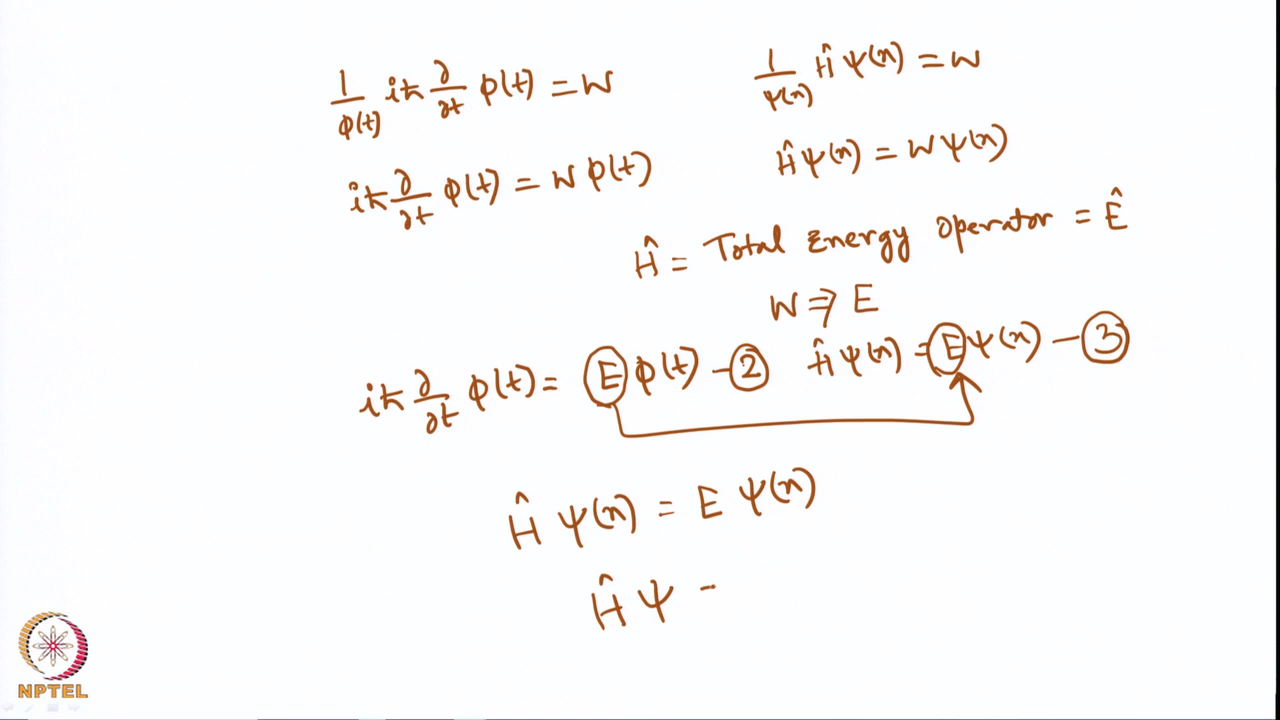 1/ϕ(t) iħ ∂/∂t ϕ(t) = W
1/ψ(x) Ĥ ψ(x) = W
iħ ∂/∂t ϕ(t) = W ϕ(t)
Ĥ ψ(x) = W ψ(x)
Ĥ = Total Energy Operator = Ê
W ⇒ E
iħ ∂/∂t ϕ(t) = E ϕ(t) – ②
Ĥ ψ(x) = E ψ(x) – ③
Ĥ ψ(x) = E ψ(x)
Ĥ ψ -
NPTEL